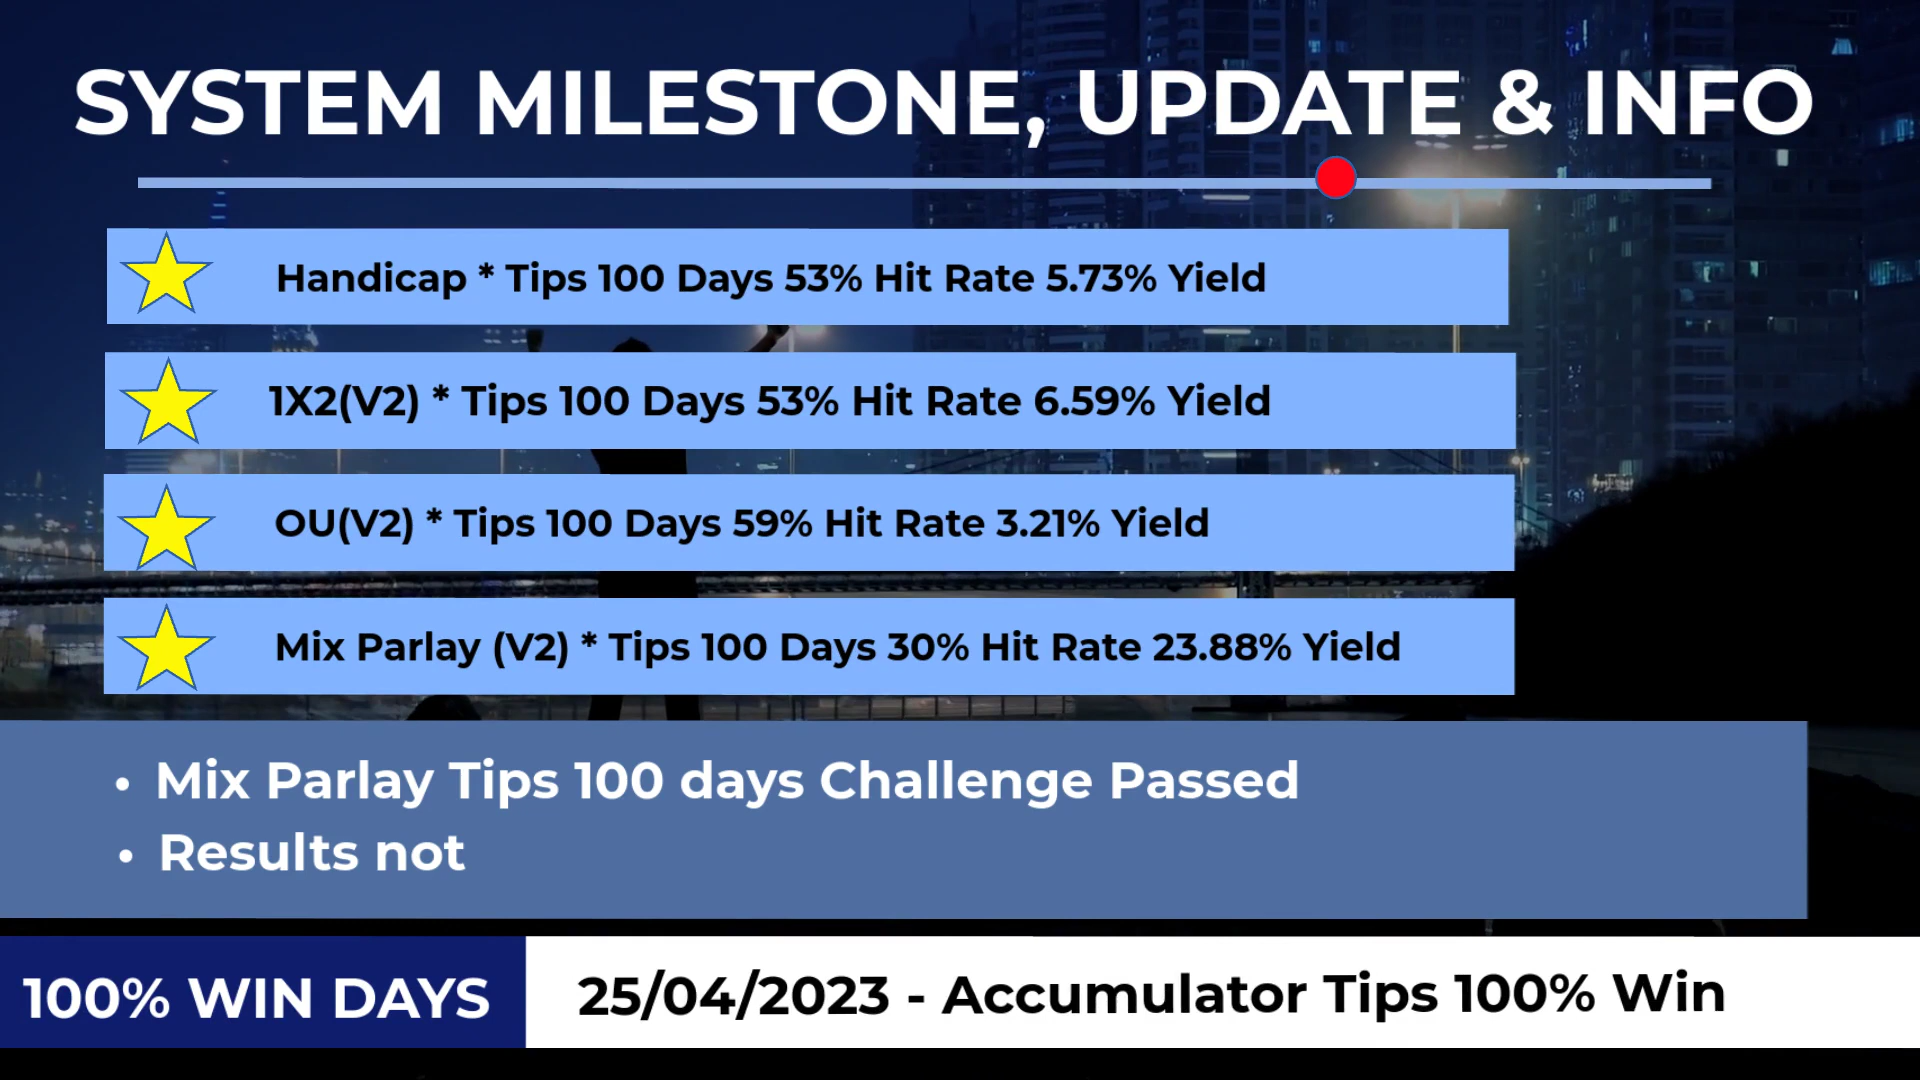 SYSTEM MILESTONE, UPDATE & INFO
Handicap * Tips 100 Days 53% Hit Rate 5.73% Yield
1X2(V2) * Tips 100 Days 53% Hit Rate 6.59% Yield
OU(V2) * Tips 100 Days 59% Hit Rate 3.21% Yield
Mix Parlay (V2) * Tips 100 Days 30% Hit Rate 23.88% Yield
• Mix Parlay Tips 100 days Challenge Passed
• Results not
100% WIN DAYS
25/04/2023 - Accumulator Tips 100% Win